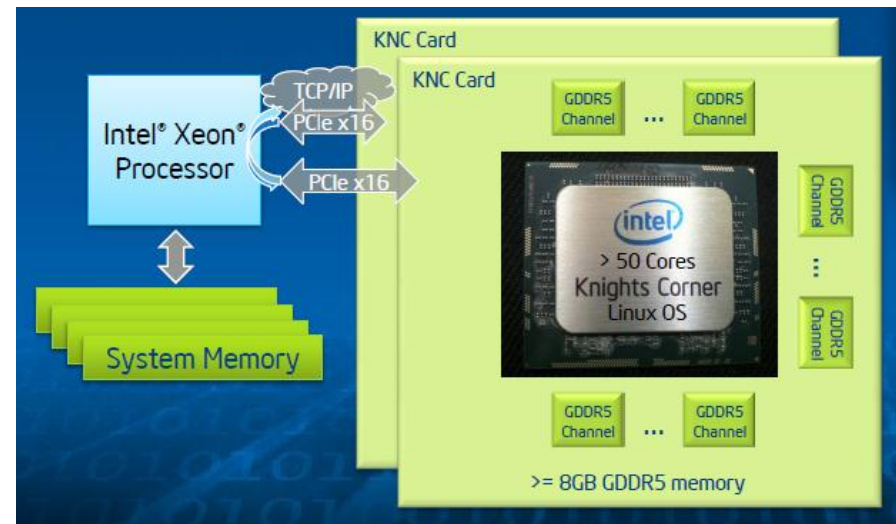 KNC Card
KNC Card
TCP/IP
PCIe x16
PCIe x16
Intel® Xeon®
Processor
System Memory
GDDR5
Channel
...
GDDR5
Channel
GDDR5
Channel
...
GDDR5
Channel
(intel)
> 50 Cores
Knights Corner
Linux OS
GDDR5
Channel
...
GDDR5
Channel
>= 8GB GDDR5 memory